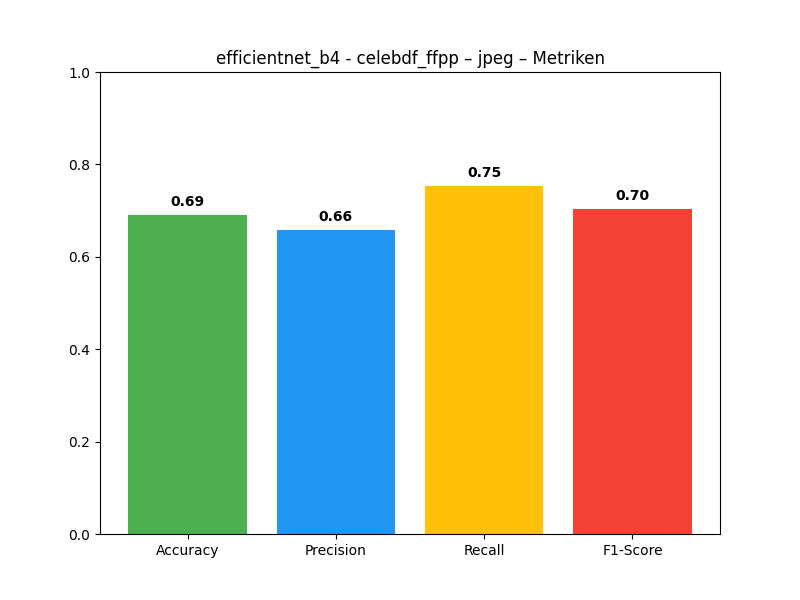 efficientnet_b4 - celebdf_ffpp – jpeg – Metriken
1.0
0.8
0.6
0.4
0.2
0.0
0.69
0.66
0.75
0.70
Accuracy
Precision
Recall
F1-Score